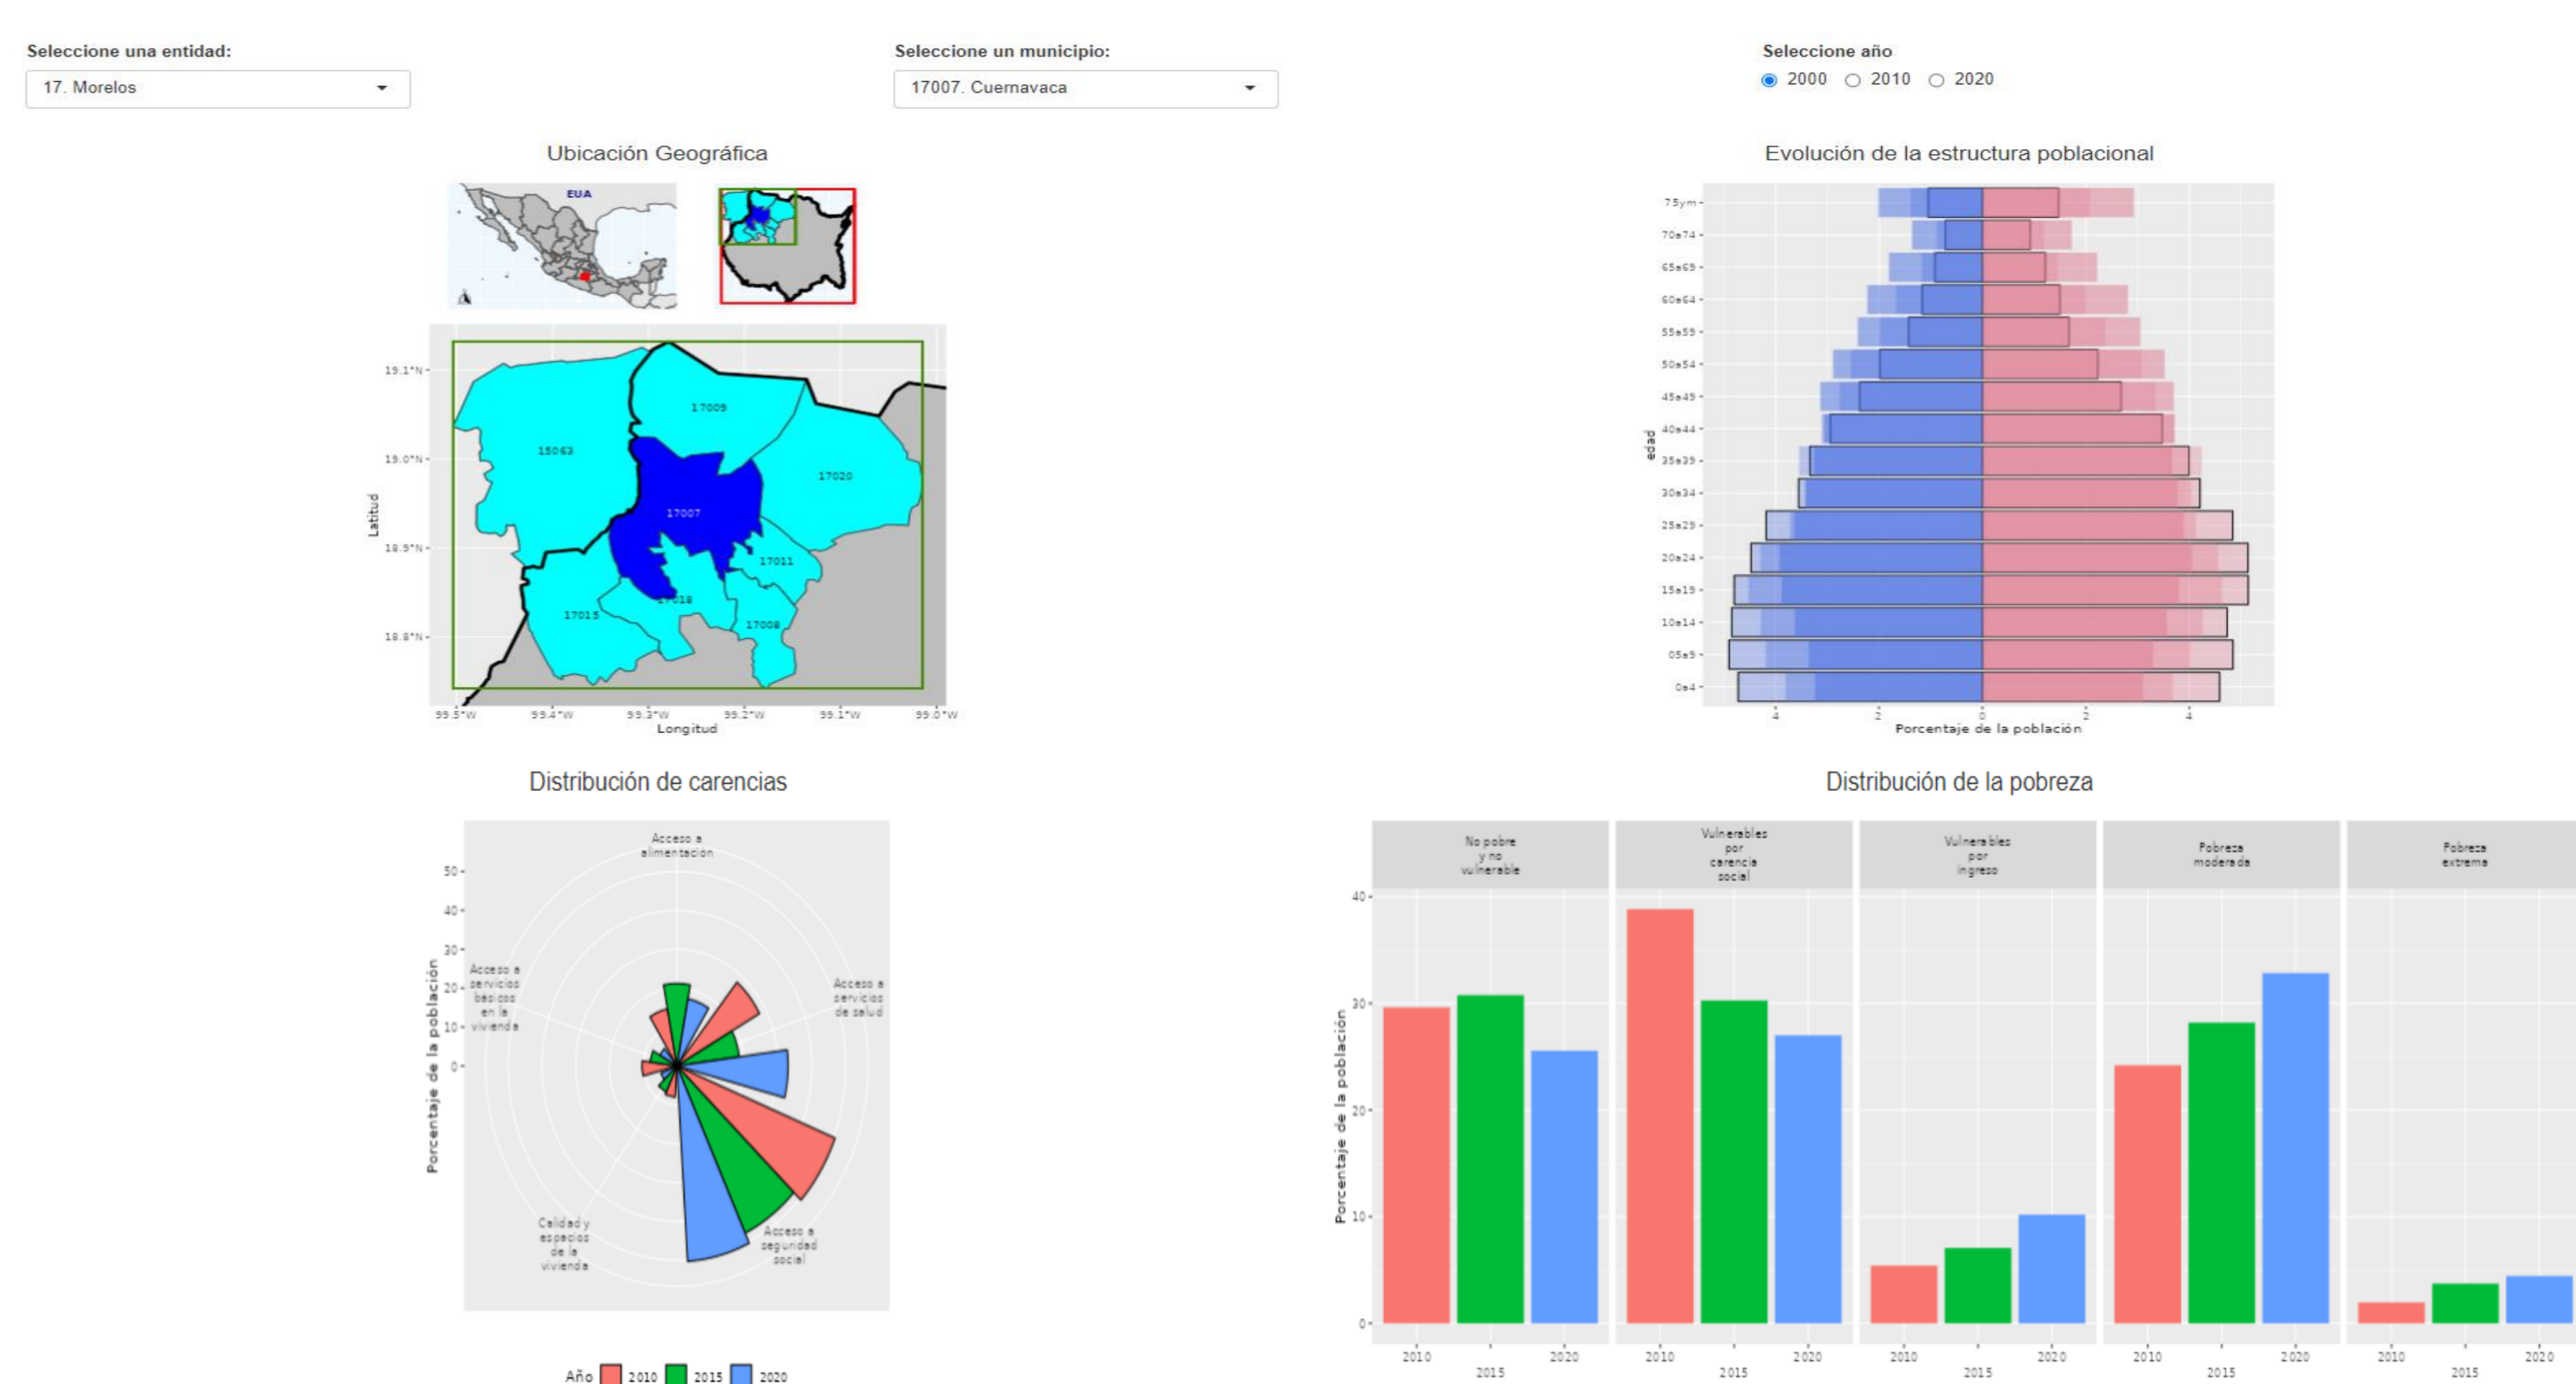 Seleccione una entidad:
17. Morelos
Seleccione un municipio:
17007. Cuernavaca
Seleccione año
2000 2010 2020
Ubicación Geográfica
EUA
19.1°N
19.0°N
18.9°N
18.8°N
Latitud
17009
15063
17020
17007
17011
17018
17015
17008
99.5°W 99.4°W 99.3°W 99.2°W 99.1°W 99.0°W
Longitud
Evolución de la estructura poblacional
edad
75ym
70a74
65a69
60a64
55a59
50a54
45a49
40a44
35a39
30a34
25a29
20a24
15a19
10a14
05a9
0a4
4 2 0 2 4
Porcentaje de la población
Distribución de carencias
Porcentaje de la población
50
40
30
20
10
0
Acceso a
alimentación
Acceso a
servicios
de salud
Acceso a
seguridad
social
Calidad y
espacios
de la
vivienda
Acceso a
servicios
básicos
en la
vivienda
Año 2010 2015 2020
Distribución de la pobreza
Porcentaje de la población
40
30
20
10
0
No pobre
y no
vulnerable
Vulnerables
por
carencia
social
Vulnerables
por
ingreso
Pobreza
moderada
Pobreza
extrema
2010 2015 2020
2010 2015 2020
2010 2015 2020
2010 2015 2020
2010 2015 2020